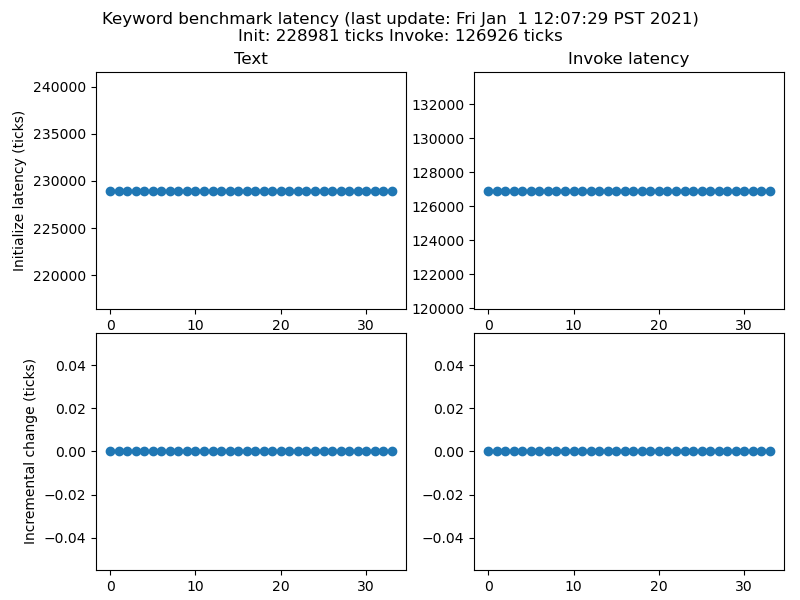 Keyword benchmark latency (last update: Fri Jan  1 12:07:29 PST 2021)
Init: 228981 ticks Invoke: 126926 ticks
Text
Invoke latency
Initialize latency (ticks)
240000
235000
230000
225000
220000
0 10 20 30
132000
130000
128000
126000
124000
122000
120000
0 10 20 30
Incremental change (ticks)
0.04
0.02
0.00
−0.02
−0.04
0 10 20 30
0.04
0.02
0.00
−0.02
−0.04
0 10 20 30